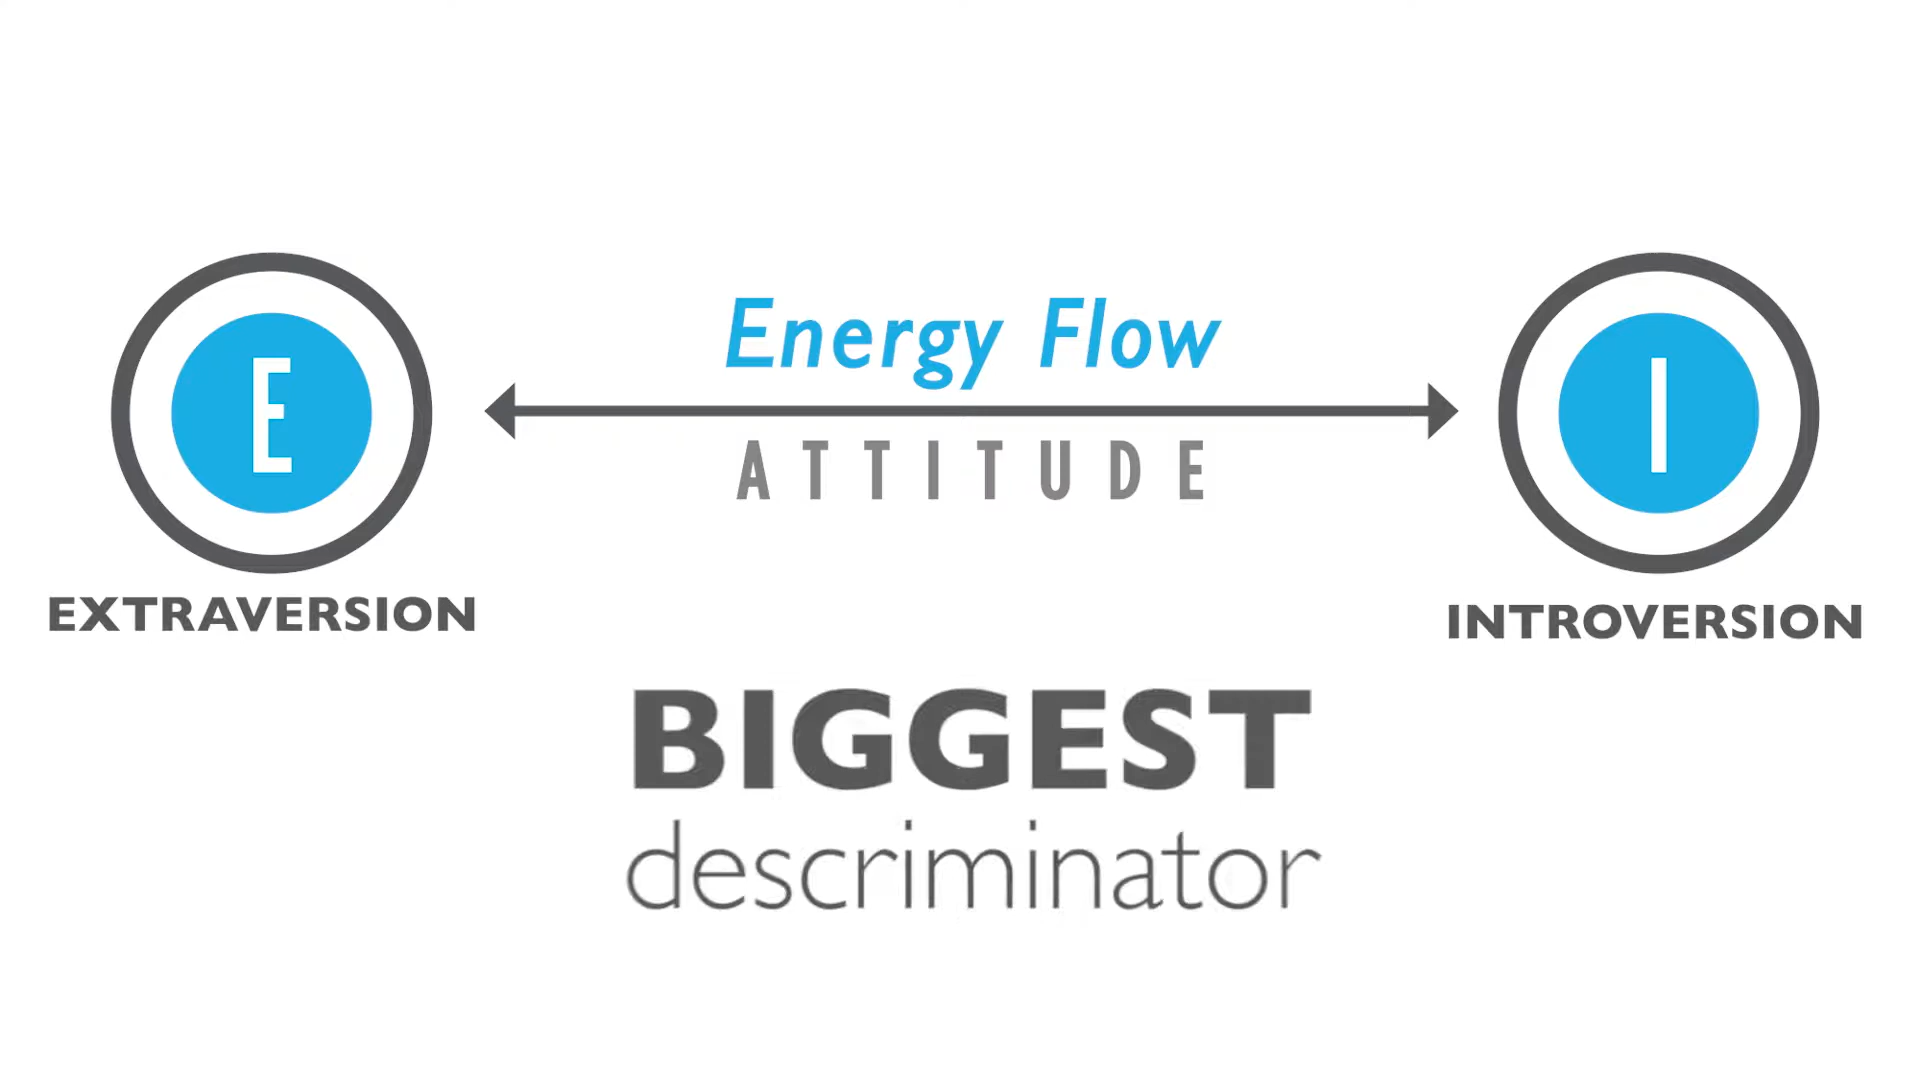 Energy Flow
E
I
ATTITUDE
EXTRAVERSION
INTROVERSION
BIGGEST
descriminator